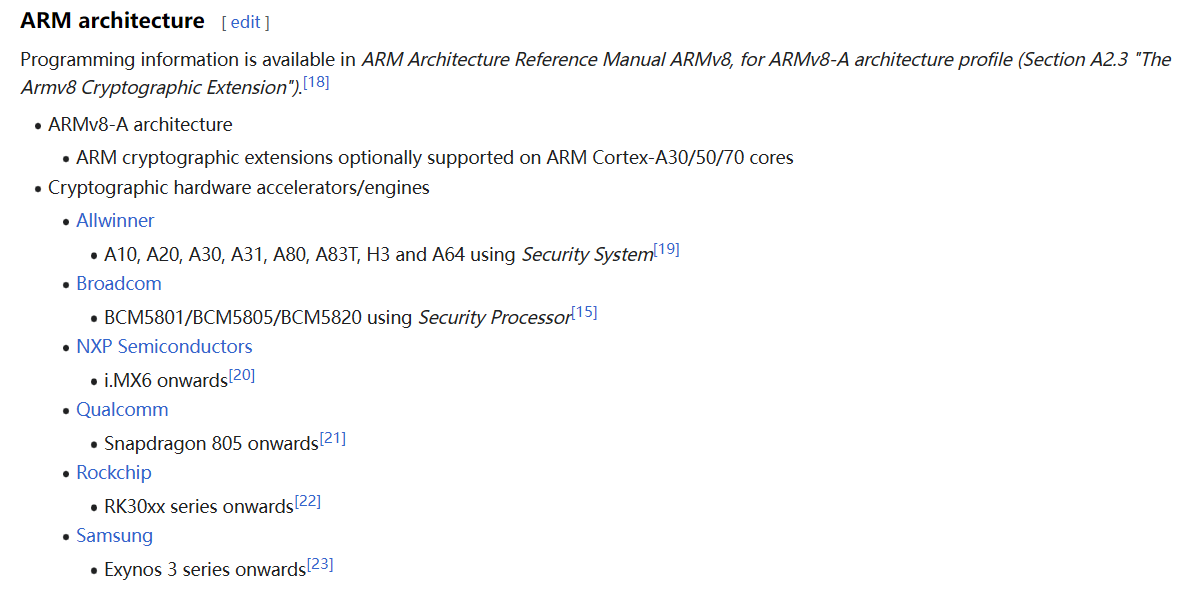 ARM architecture [ edit ]
Programming information is available in ARM Architecture Reference Manual ARMv8, for ARMv8-A architecture profile (Section A2.3 "The
Armv8 Cryptographic Extension").[18]
• ARMv8-A architecture
• ARM cryptographic extensions optionally supported on ARM Cortex-A30/50/70 cores
• Cryptographic hardware accelerators/engines
• Allwinner
• A10, A20, A30, A31, A80, A83T, H3 and A64 using Security System[19]
• Broadcom
• BCM5801/BCM5805/BCM5820 using Security Processor[15]
• NXP Semiconductors
• i.MX6 onwards[20]
• Qualcomm
• Snapdragon 805 onwards[21]
• Rockchip
• RK30xx series onwards[22]
• Samsung
• Exynos 3 series onwards[23]